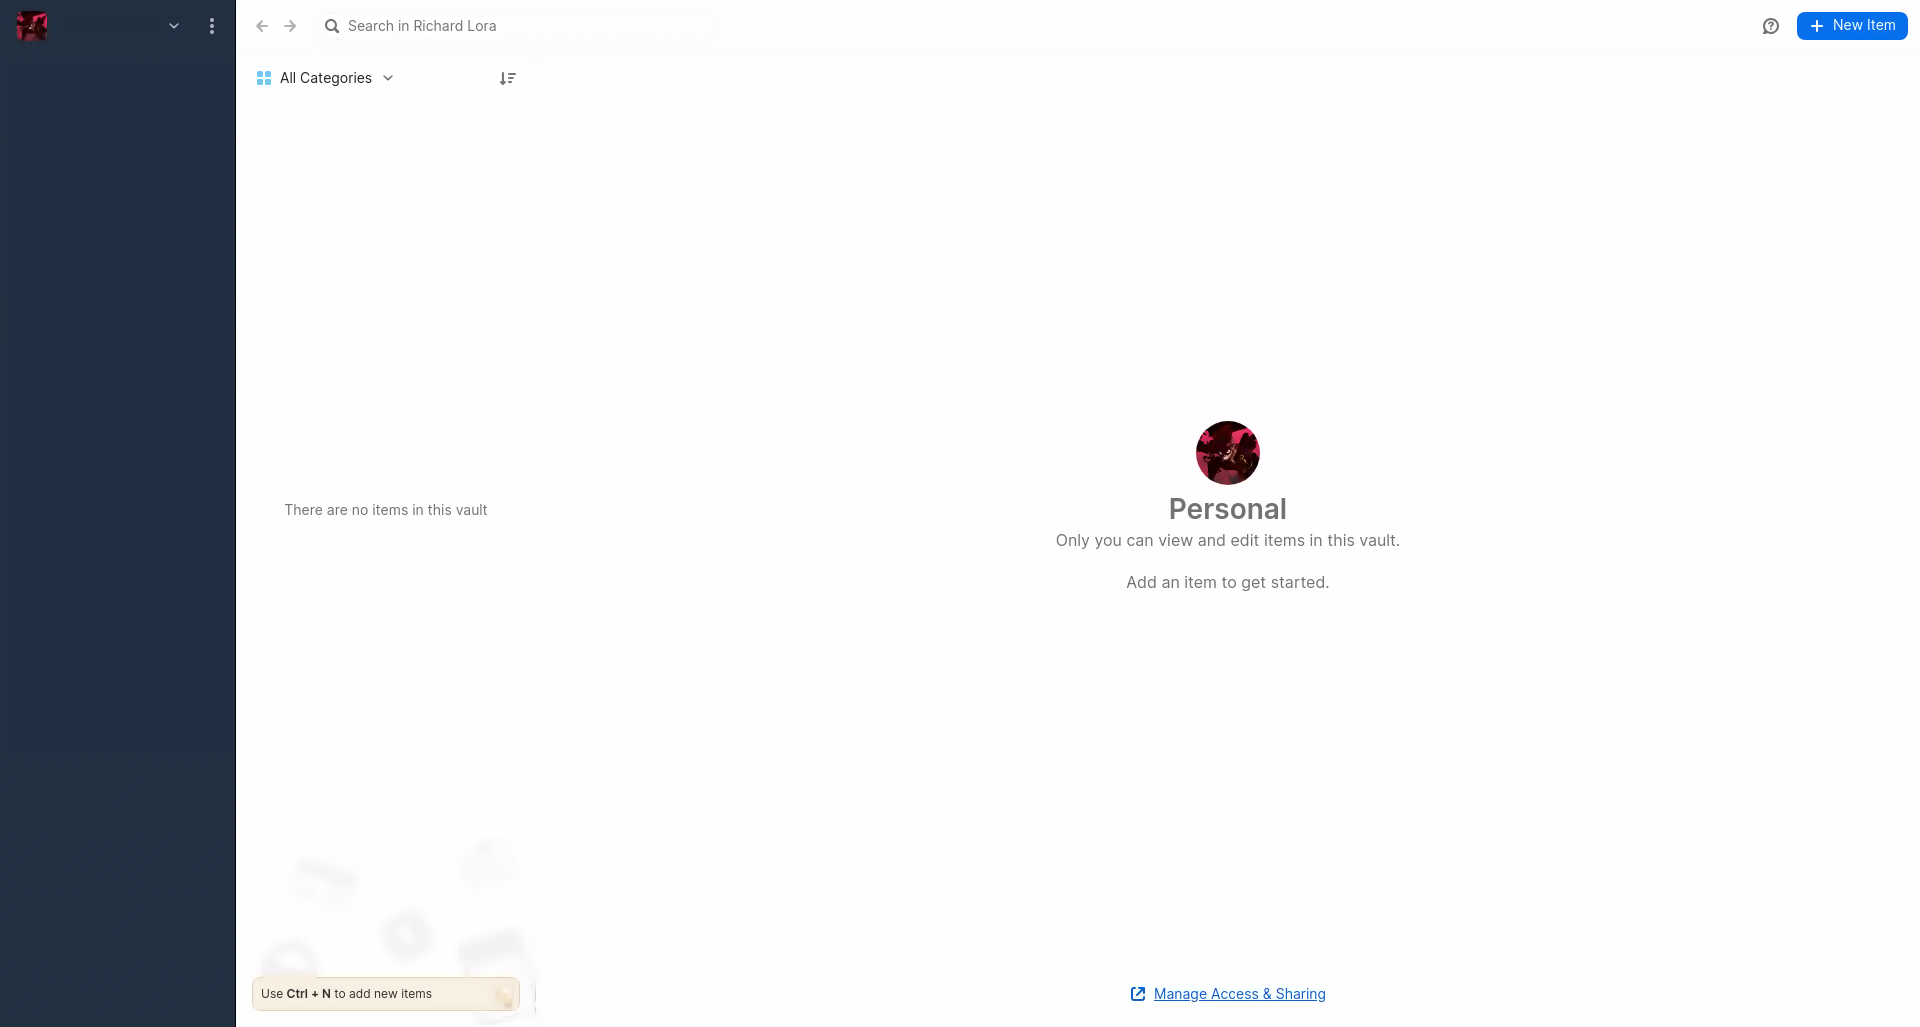 Search in Richard Lora
New Item
All Categories
There are no items in this vault
Personal
Only you can view and edit items in this vault.
Add an item to get started.
Use Ctrl + N to add new items
Manage Access & Sharing